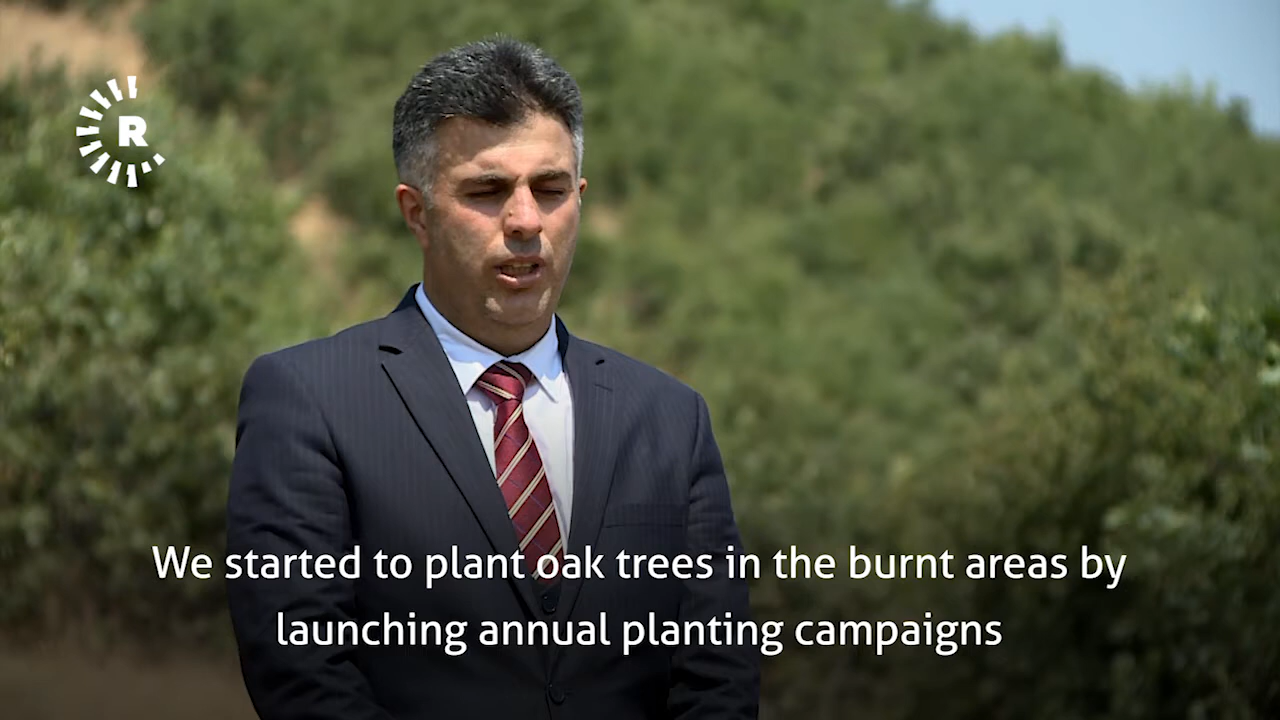 R
We started to plant oak trees in the burnt areas by
launching annual planting campaigns